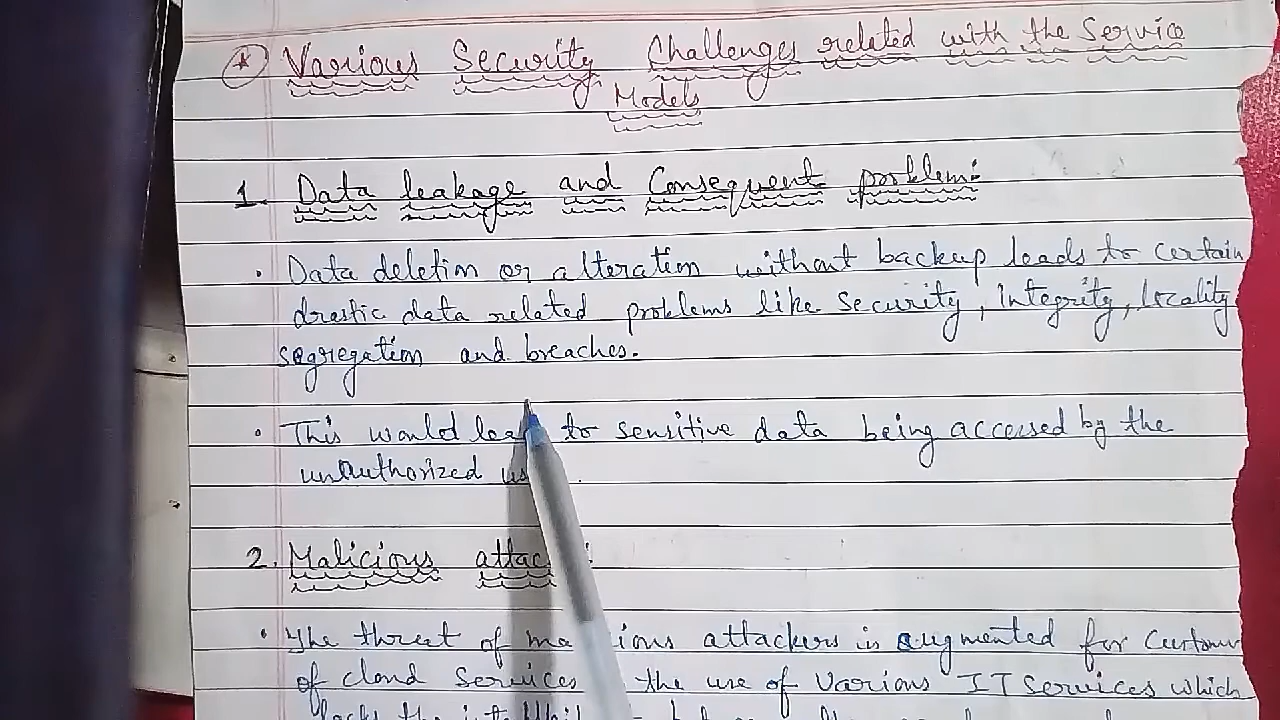 * Various Security Challenges related with the Service
Models
1. Data leakage and Consequent problem:
• Data deletion or alteration without backup leads to certain
drastic data related problems like security, integrity, locality
segregation and breaches.
• This would lead to sensitive data being accessed by the
unauthorized
2. Malicious
• The threat of attackers is augmented for
of cloud Services the use of Various IT Services which
lacks the